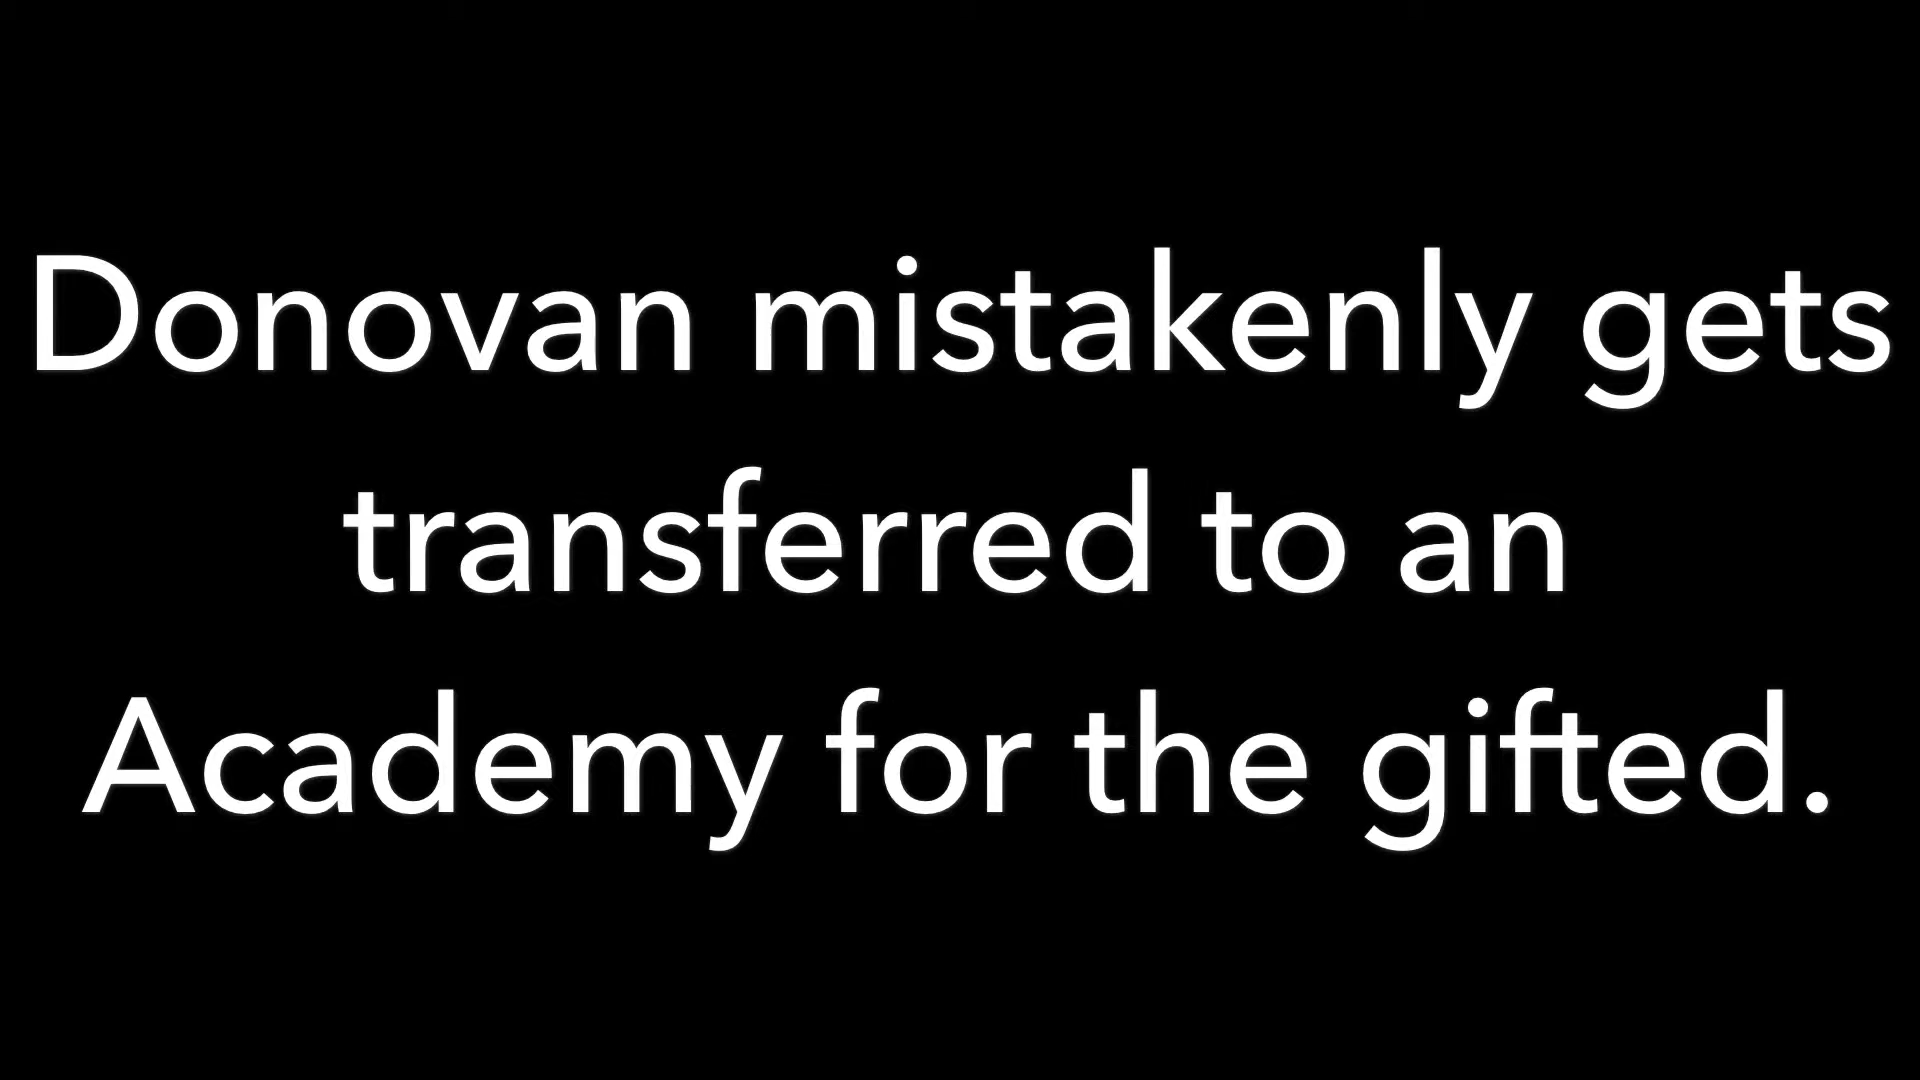 Donovan mistakenly gets
transferred to an
Academy for the gifted.